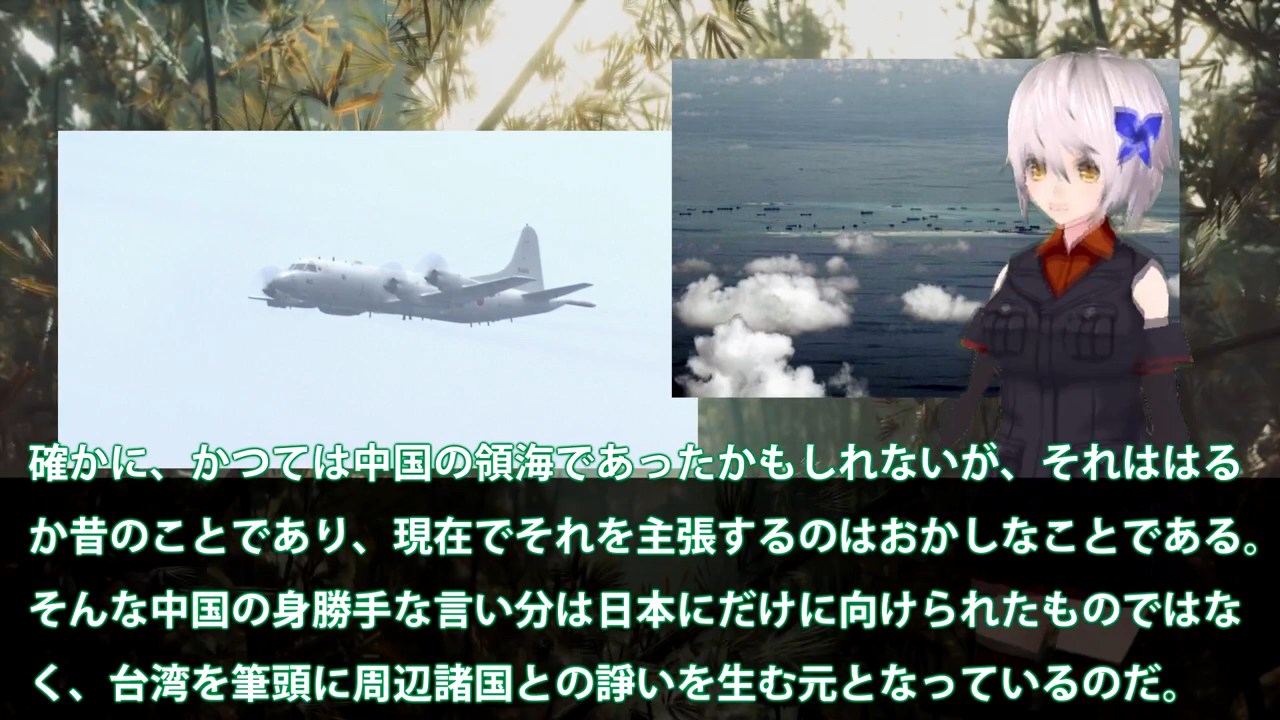 確かに、かつては中国の領海であったかもしれないが、それははる
か昔のことであり、現在でそれを主張するのはおかしなことである。
そんな中国の身勝手な言い分は日本にだけに向けられたものではな
く、台湾を筆頭に周辺諸国との諍いを生む元となっているのだ。